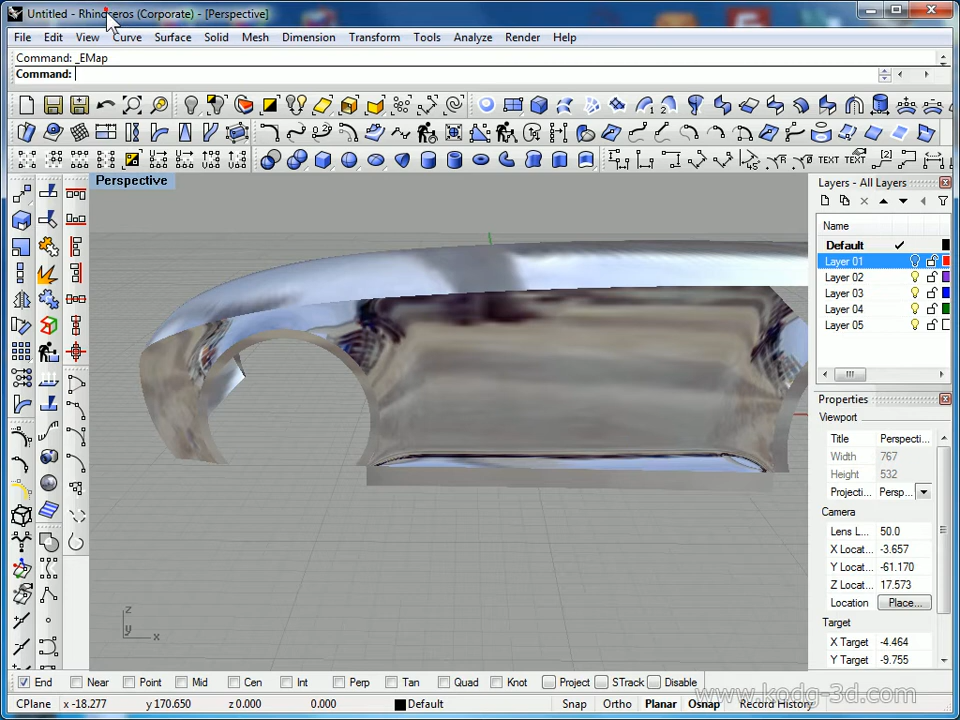 Untitled - Rhinoceros (Corporate) - [Perspective]
File Edit View Curve Surface Solid Mesh Dimension Transform Tools Analyze Render Help
Command: _EMap
Command:
TEXT TEXT
Perspective
Layers - All Layers
Name
Default
Layer 01
Layer 02
Layer 03
Layer 04
Layer 05
Properties
Viewport
Title Perspecti...
Width 767
Height 532
Projecti... Persp...
Camera
Lens L... 50.0
X Locat... -3.657
Y Locat... -61.170
Z Locat... 17.573
Location Place...
Target
X Target -4.464
Y Target -9.755
z
y
x
End Near Point Mid Cen Int Perp Tan Quad Knot Project STrack Disable
www.kodg-3d.com
CPlane x -18.277 y 170.650 z 0.000 0.000 Default Snap Ortho Planar Osnap Record History